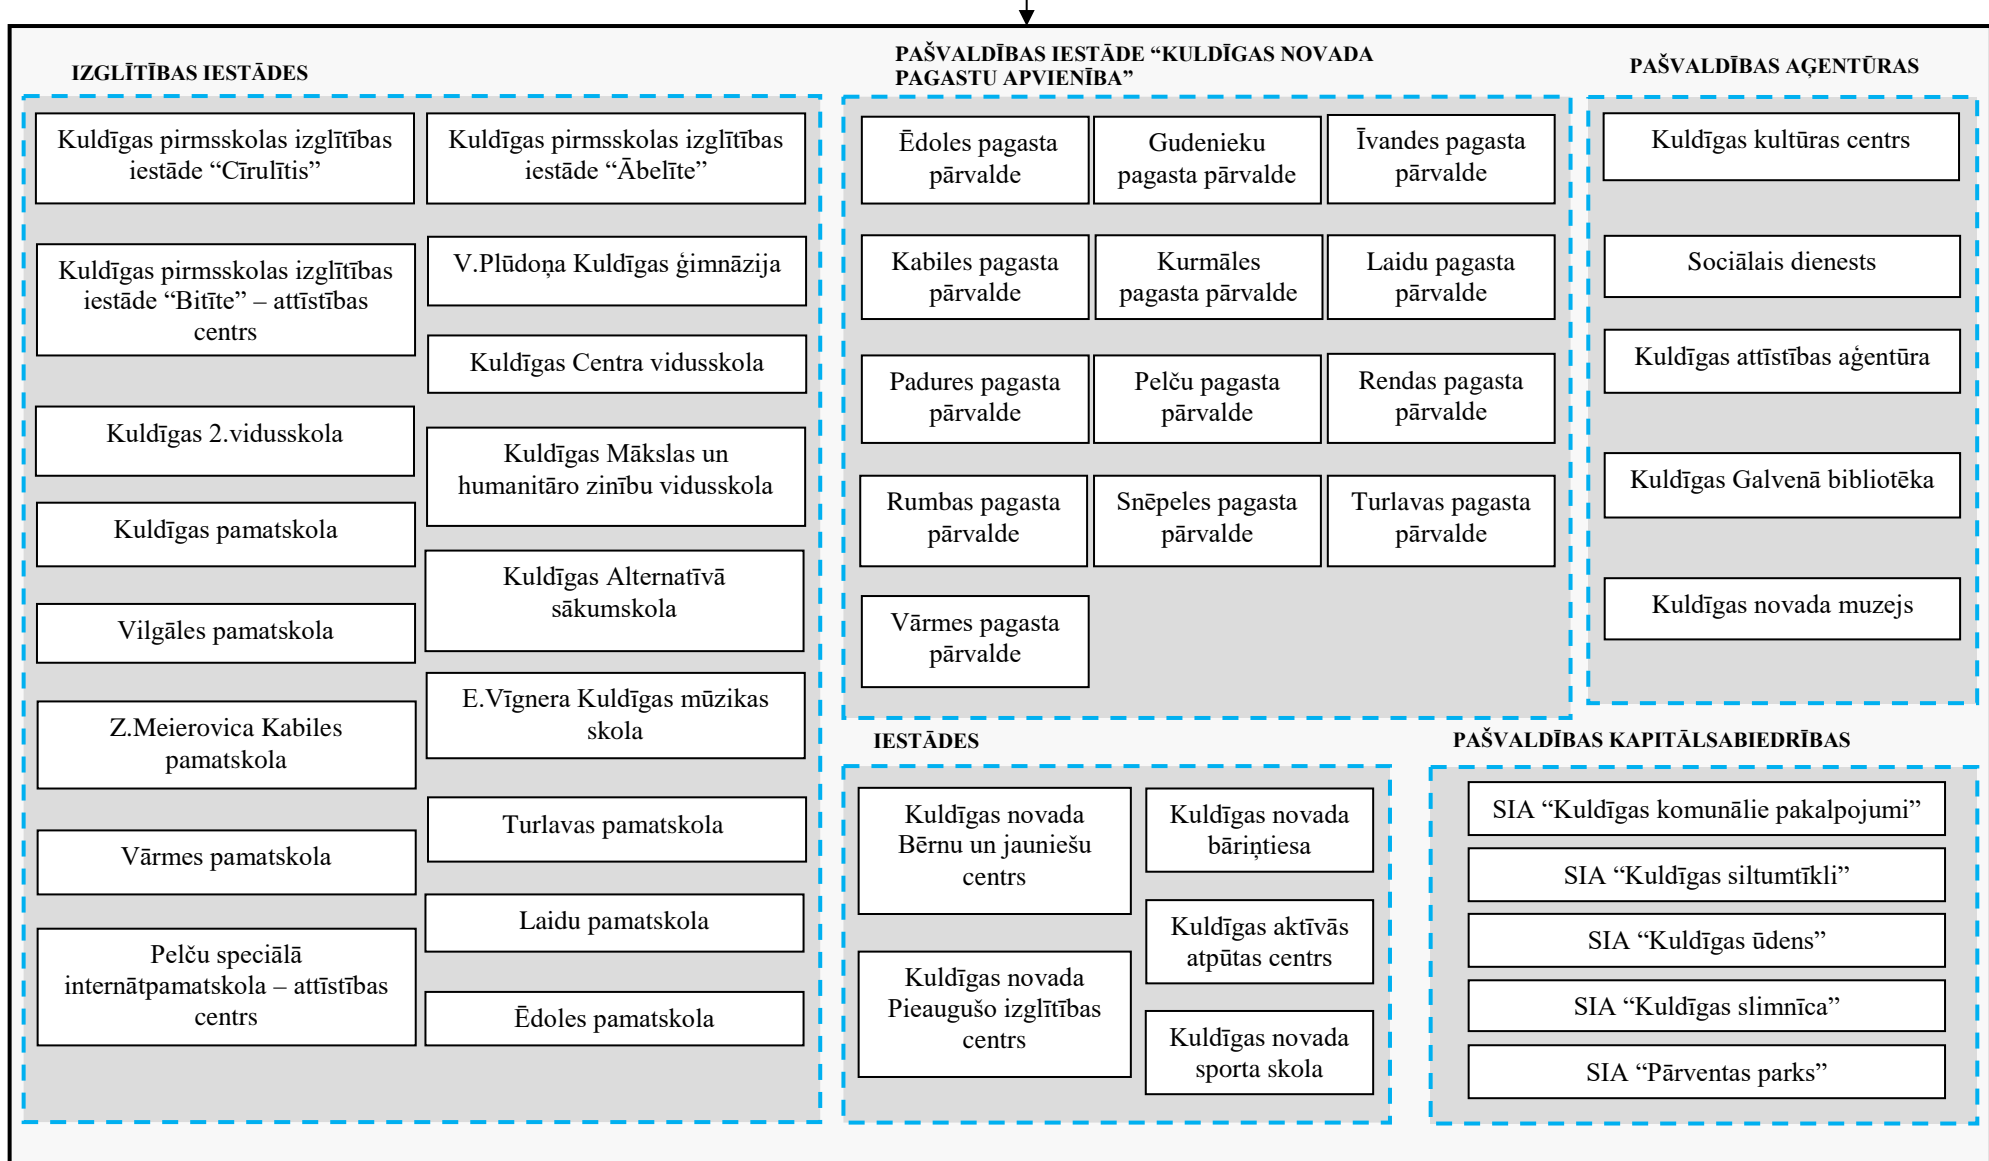 IZGLĪTĪBAS IESTĀDES
Kuldīgas pirmsskolas izglītības
iestāde “Cīrulītis”
Kuldīgas pirmsskolas izglītības
iestāde “Ābelīte”
Kuldīgas pirmsskolas izglītības
iestāde “Bitīte” – attīstības
centrs
V.Plūdoņa Kuldīgas ģimnāzija
Kuldīgas Centra vidusskola
Kuldīgas 2.vidusskola
Kuldīgas Mākslas un
humanitāro zinību vidusskola
Kuldīgas pamatskola
Kuldīgas Alternatīvā
sākumskola
Vilgāles pamatskola
E.Vīgnera Kuldīgas mūzikas
skola
Z.Meierovica Kabiles
pamatskola
Turlavas pamatskola
Vārmes pamatskola
Laidu pamatskola
Pelču speciālā
internātpamatskola – attīstības
centrs
Ēdoles pamatskola
PAŠVALDĪBAS IESTĀDE “KULDĪGAS NOVADA
PAGASTU APVIENĪBA”
Ēdoles pagasta
pārvalde
Gudenieku
pagasta pārvalde
Īvandes pagasta
pārvalde
Kabiles pagasta
pārvalde
Kurmāles
pagasta pārvalde
Laidu pagasta
pārvalde
Padures pagasta
pārvalde
Pelču pagasta
pārvalde
Rendas pagasta
pārvalde
Rumbas pagasta
pārvalde
Snēpeles pagasta
pārvalde
Turlavas pagasta
pārvalde
Vārmes pagasta
pārvalde
PAŠVALDĪBAS AĢENTŪRAS
Kuldīgas kultūras centrs
Sociālais dienests
Kuldīgas attīstības aģentūra
Kuldīgas Galvenā bibliotēka
Kuldīgas novada muzejs
IESTĀDES
Kuldīgas novada
Bērnu un jauniešu
centrs
Kuldīgas novada
bāriņtiesa
Kuldīgas aktīvās
atpūtas centrs
Kuldīgas novada
Pieaugušo izglītības
centrs
Kuldīgas novada
sporta skola
PAŠVALDĪBAS KAPITĀLSABIEDRĪBAS
SIA “Kuldīgas komunālie pakalpojumi”
SIA “Kuldīgas siltumtīkli”
SIA “Kuldīgas ūdens”
SIA “Kuldīgas slimnīca”
SIA “Pārventas parks”